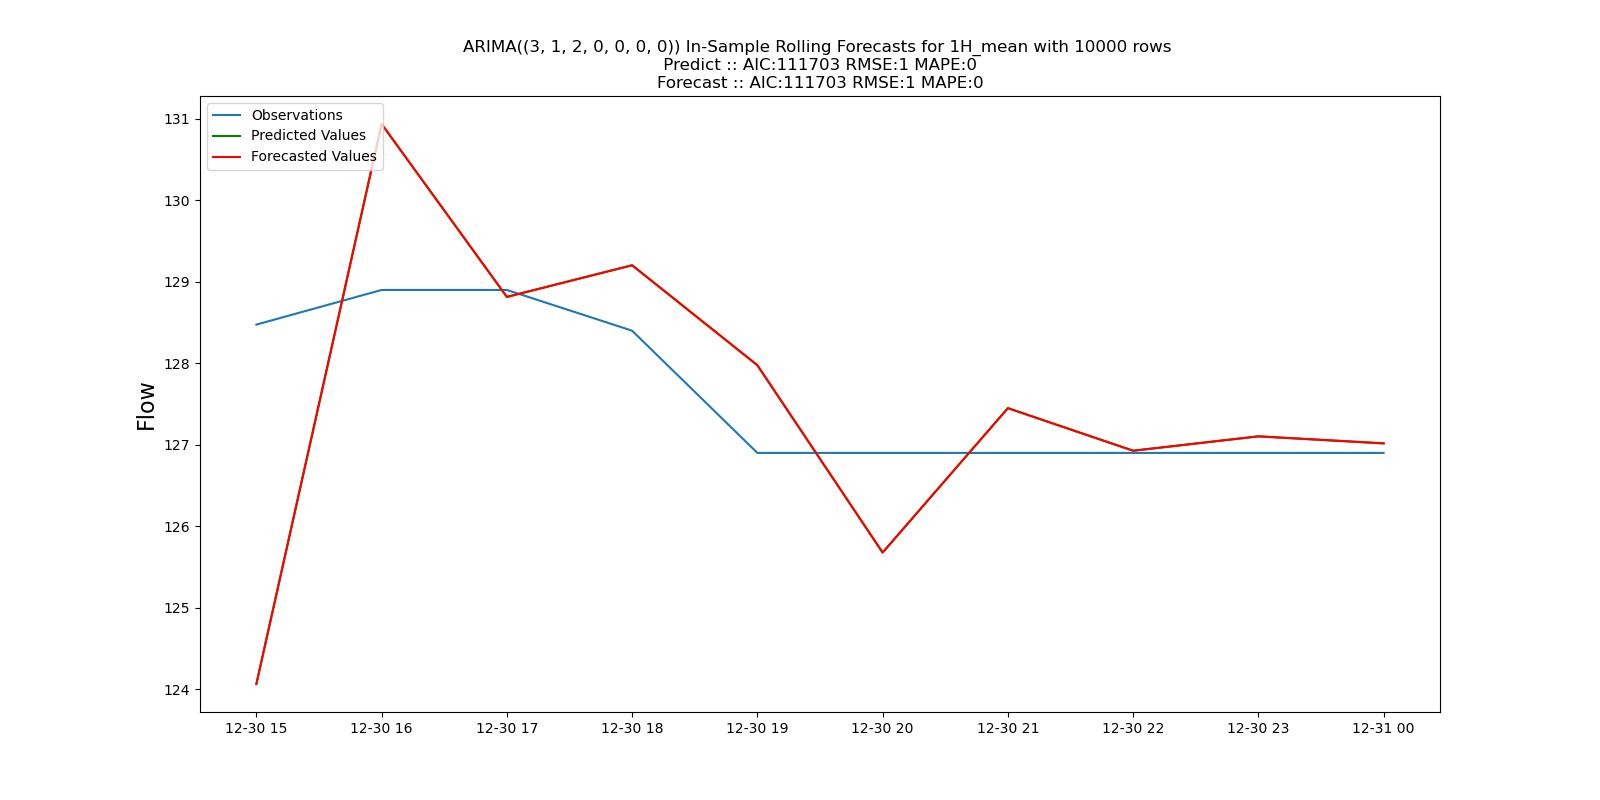 ARIMA((3, 1, 2, 0, 0, 0, 0)) In-Sample Rolling Forecasts for 1H_mean with 10000 rows
Predict :: AIC:111703 RMSE:1 MAPE:0
Forecast :: AIC:111703 RMSE:1 MAPE:0
Observations
Predicted Values
Forecasted Values
131
130
129
128
127
126
125
124
Flow
12-30 15
12-30 16
12-30 17
12-30 18
12-30 19
12-30 20
12-30 21
12-30 22
12-30 23
12-31 00